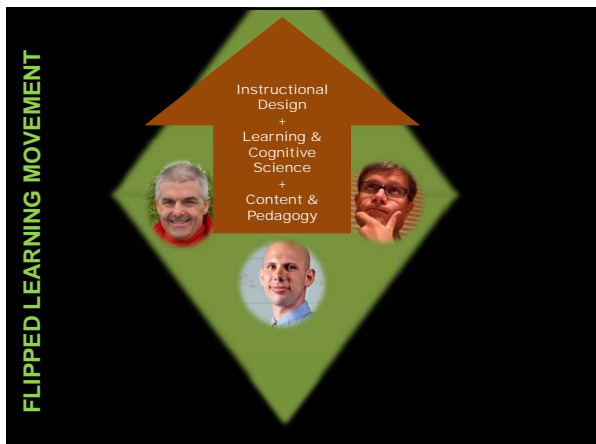 FLIPPED LEARNING MOVEMENT
Instructional
Design
+
Learning &
Cognitive
Science
+
Content &
Pedagogy